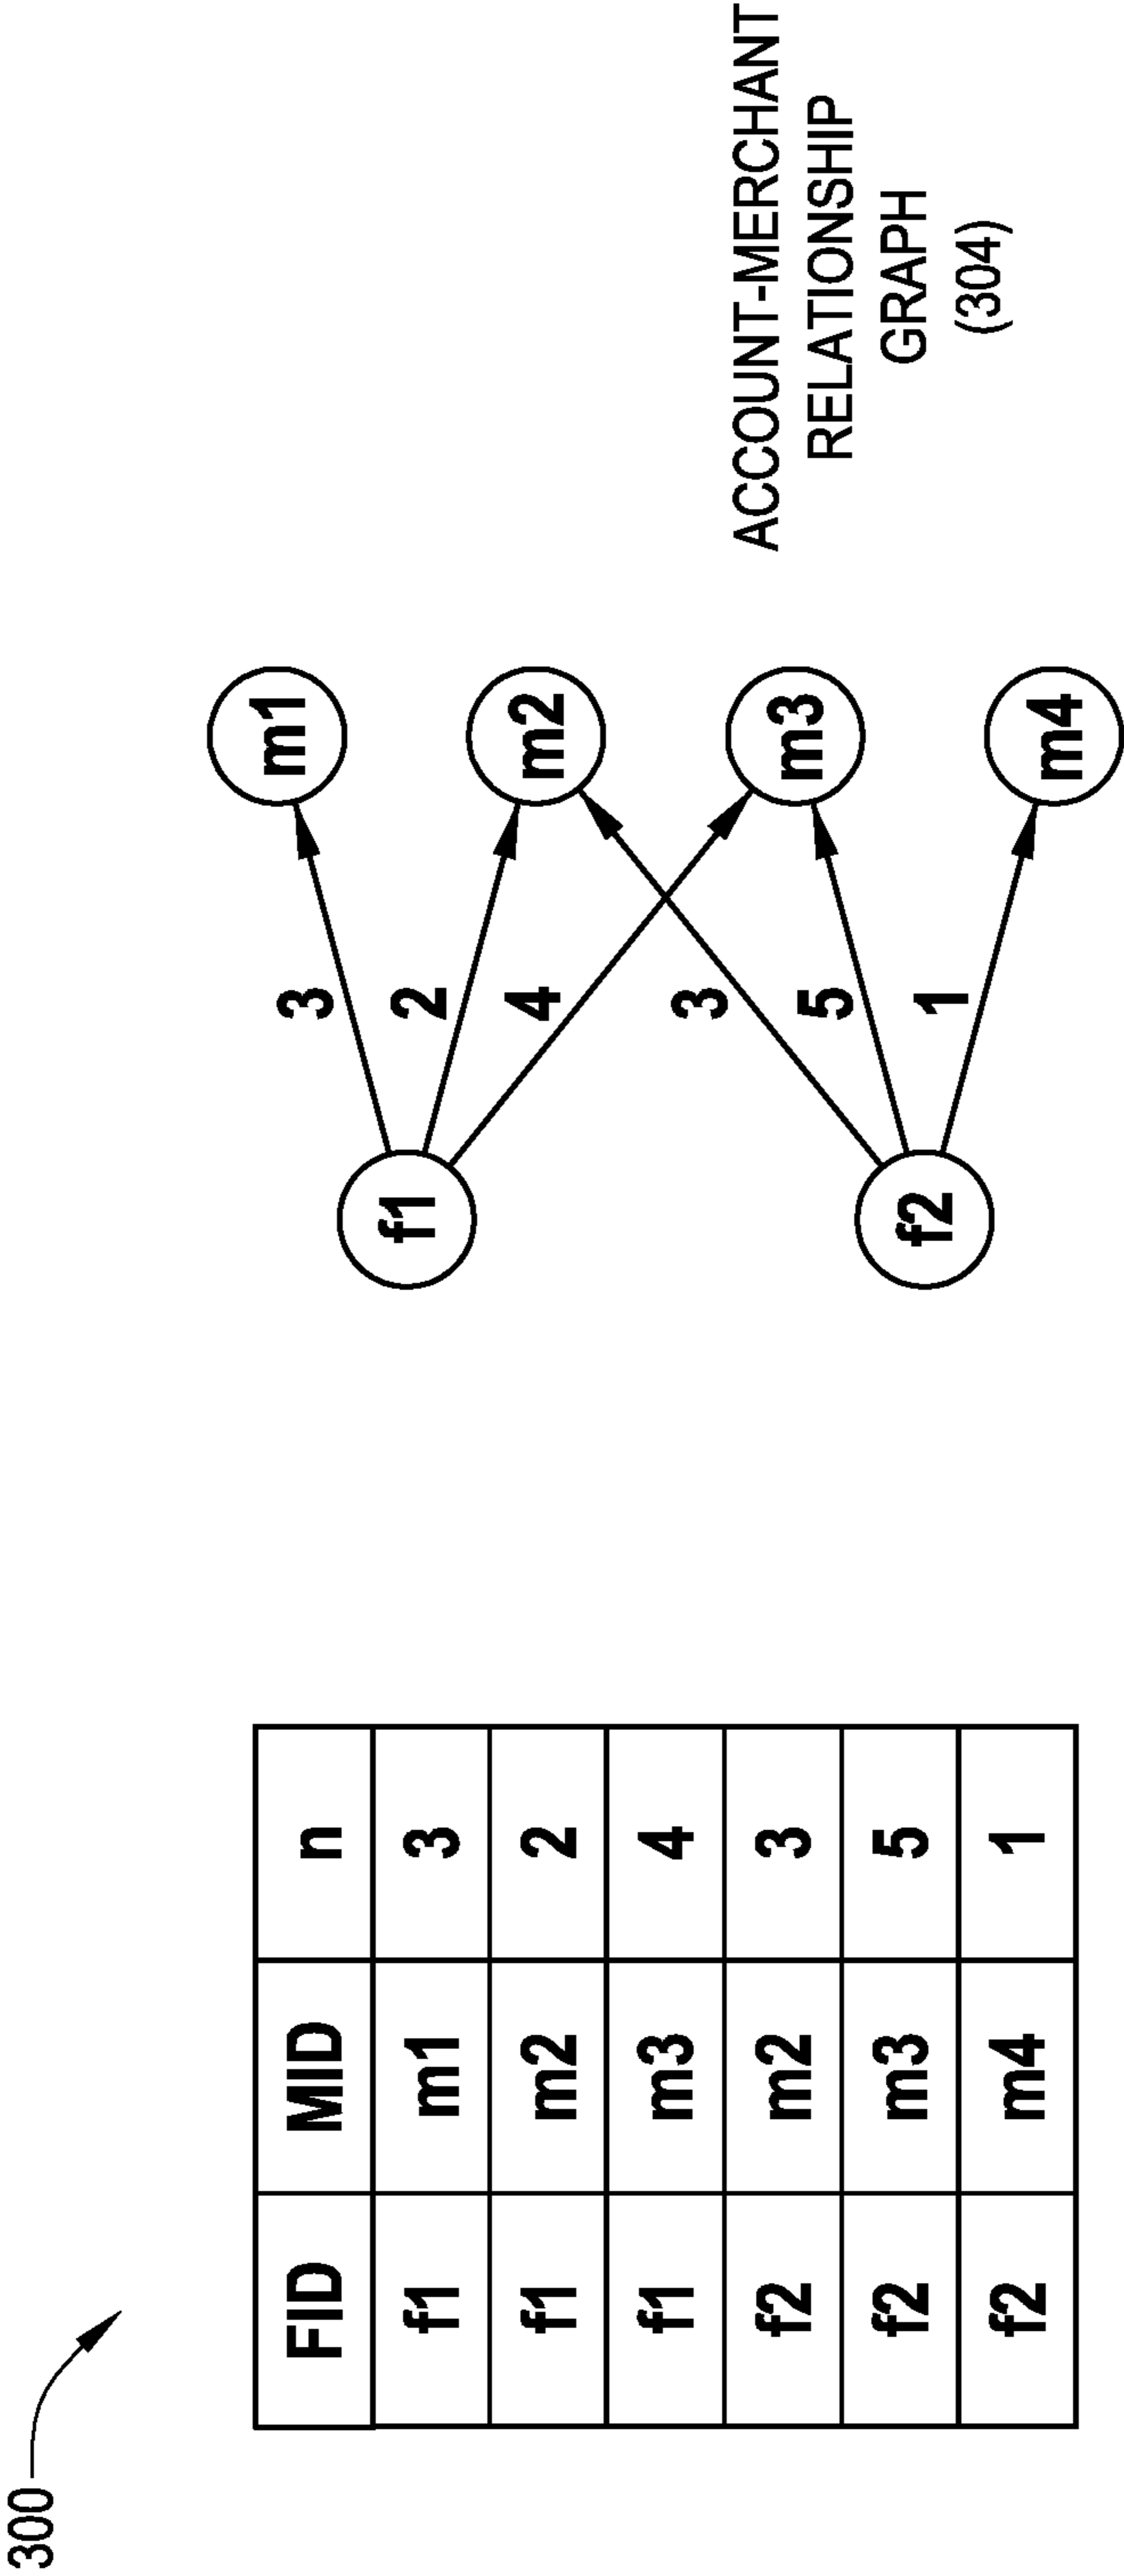 300
FID MID n
f1 m1 3
f1 m2 2
f1 m3 4
f2 m2 3
f2 m3 5
f2 m4 1
f1
f2
3
2
4
3
5
1
m1
m2
m3
m4
ACCOUNT-MERCHANT
RELATIONSHIP
GRAPH
(304)